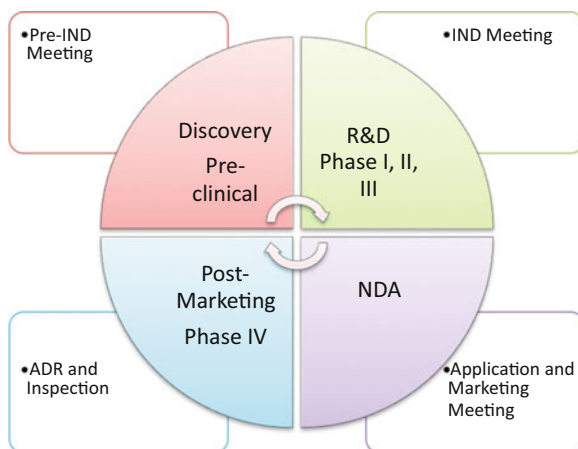 •Pre-IND
Meeting
•IND Meeting
Discovery
Pre-
clinical
R&D
Phase I, II,
III
Post-
Marketing
Phase IV
NDA
•ADR and
Inspection
•Application and
Marketing
Meeting